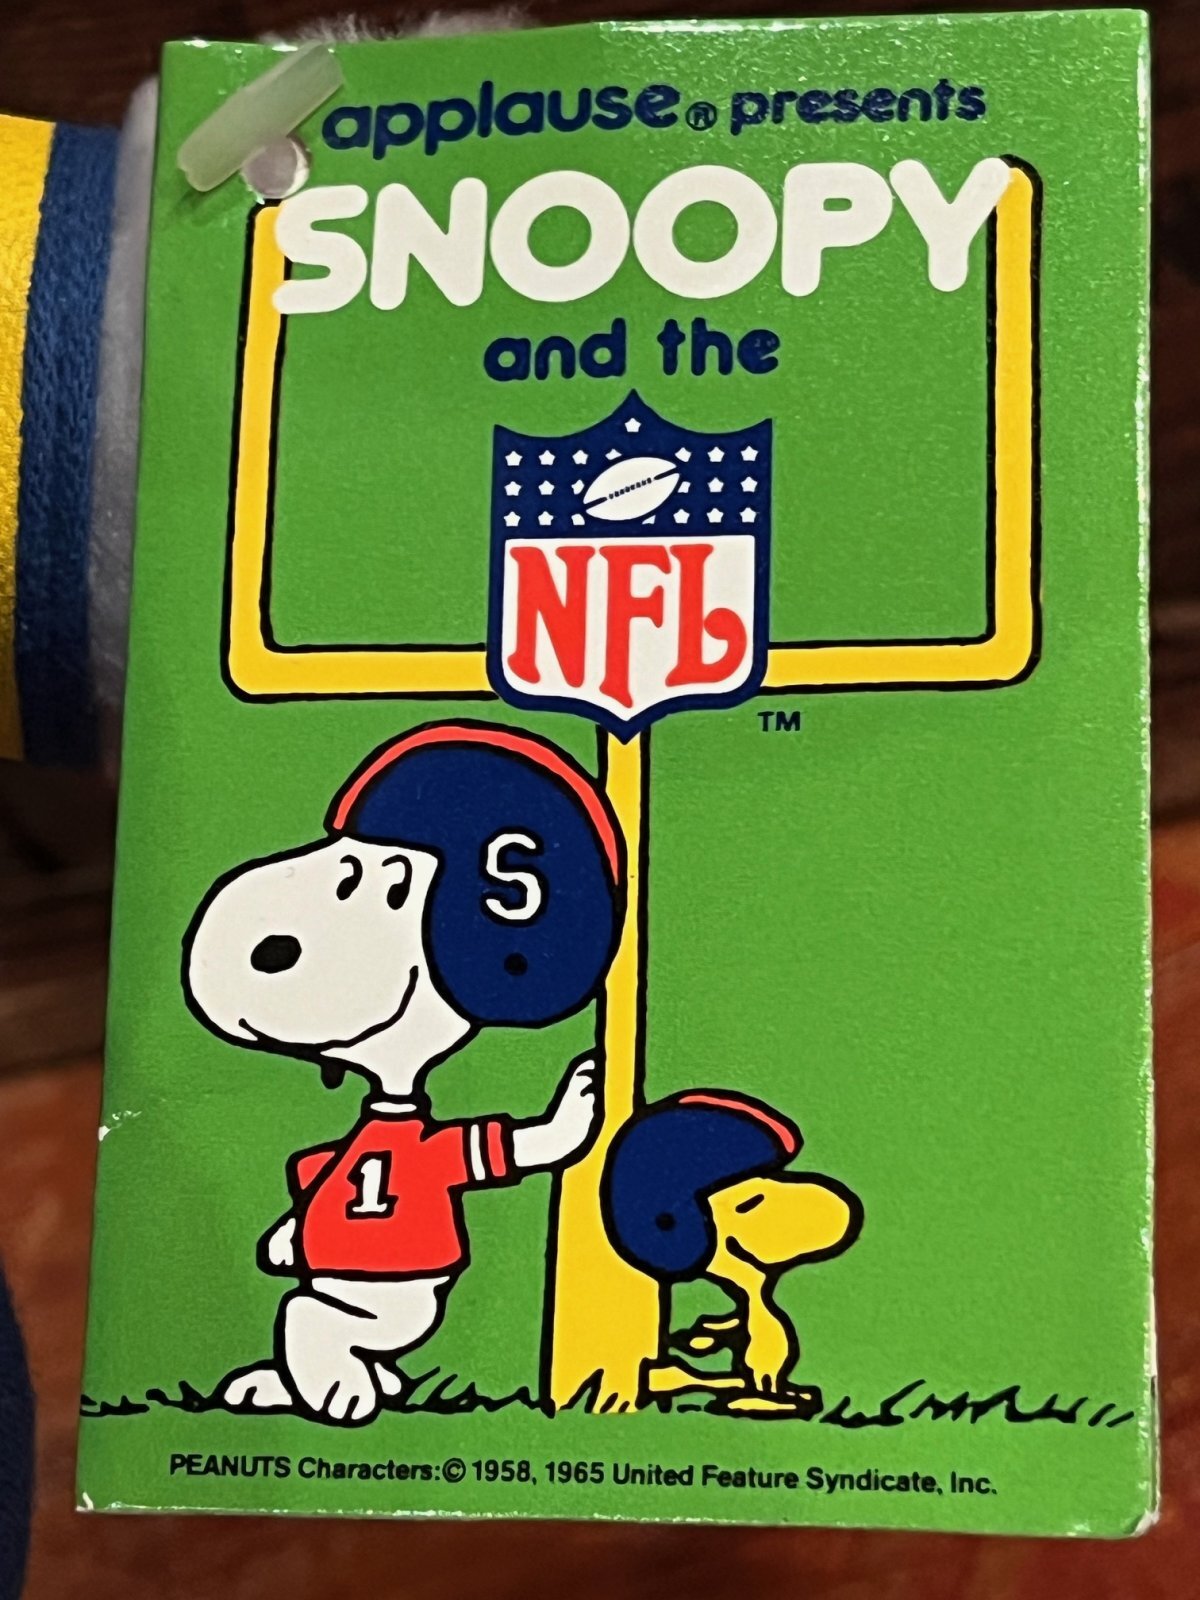 applause® presents
SNOOPY
and the
NFL
TM
S
1
PEANUTS Characters:© 1958, 1965 United Feature Syndicate, Inc.